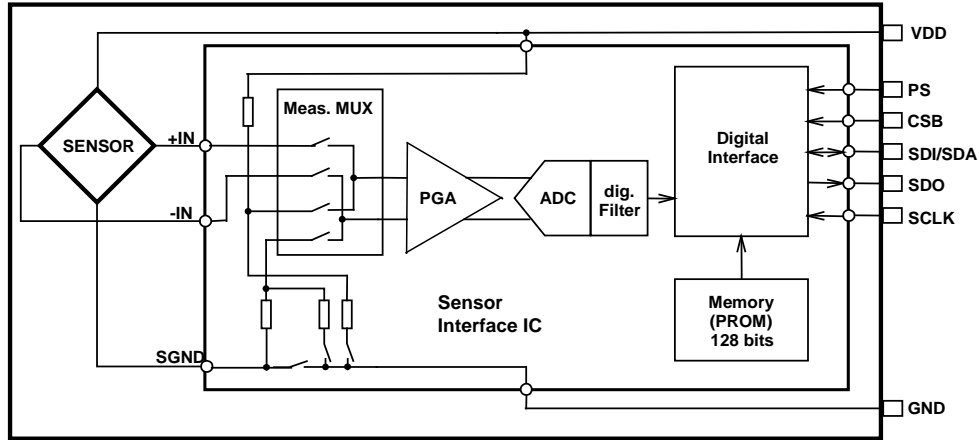 VDD
PS
Meas. MUX
CSB
+IN
SENSOR
Digital
Interface
SDI/SDA
PGA
ADC
dig.
Filter
SDO
-IN
SCLK
Sensor
Interface IC
Memory
(PROM)
128 bits
SGND
GND